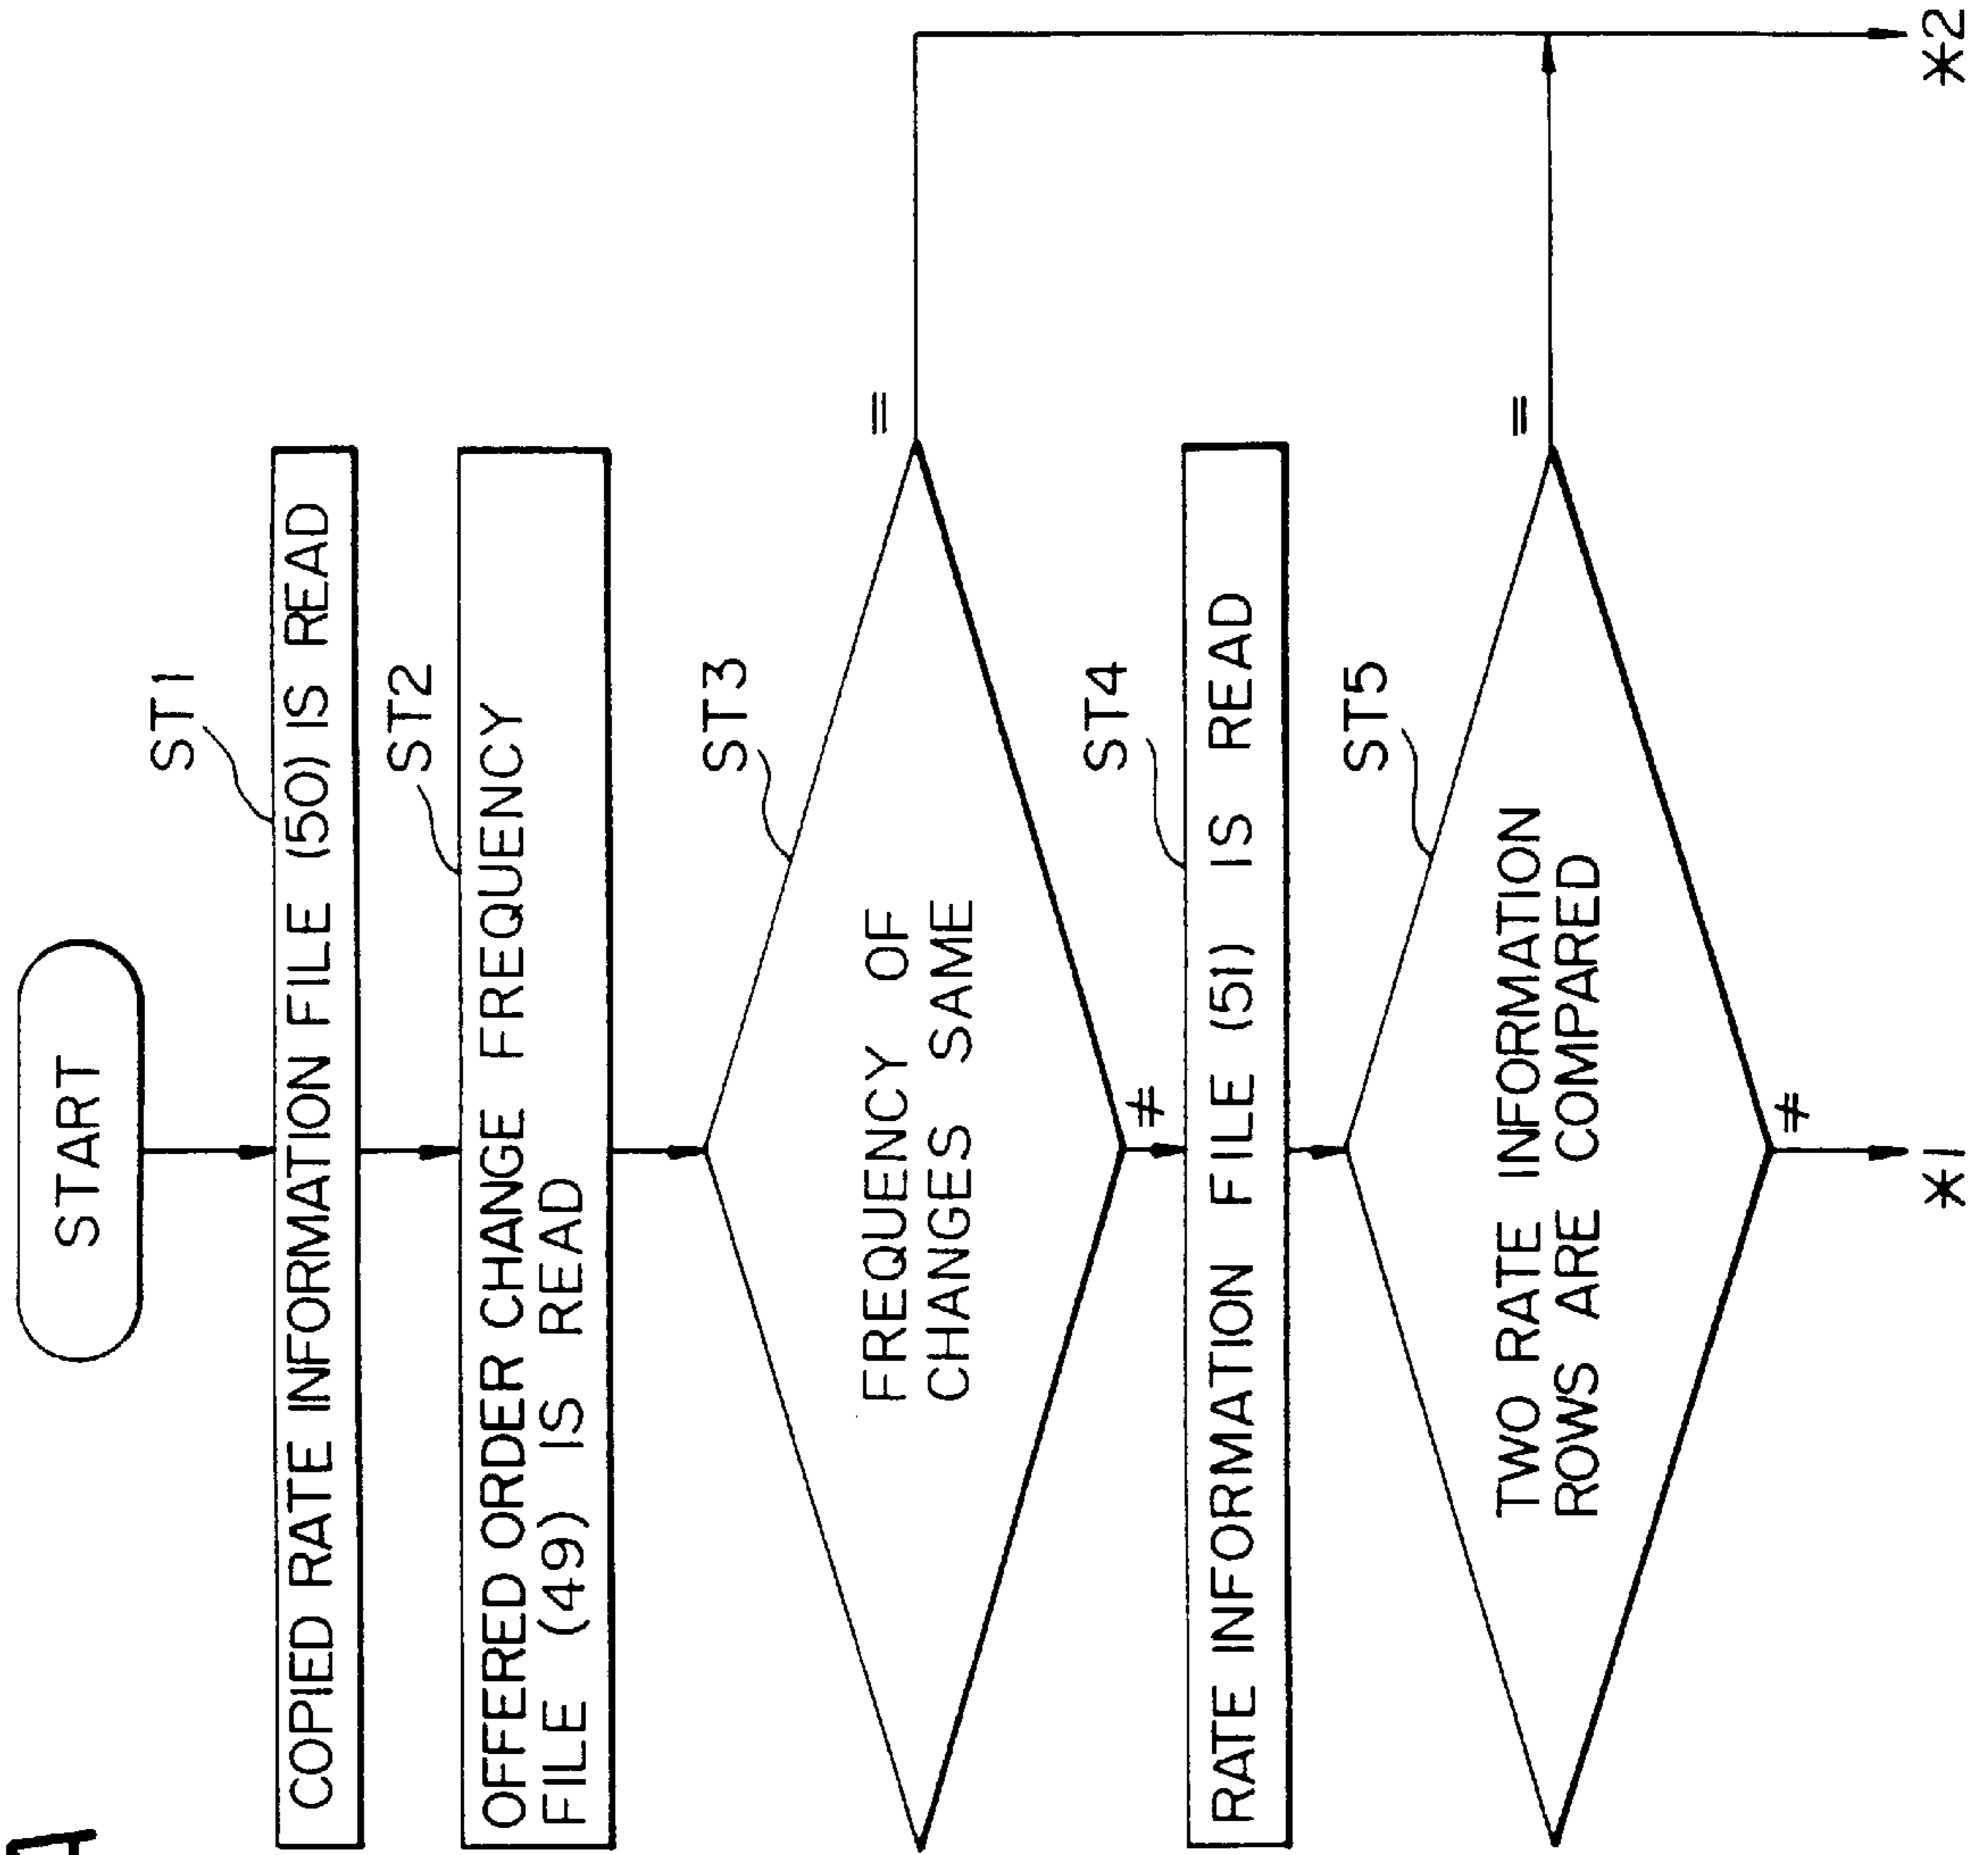 START
ST1
COPIED RATE INFORMATION FILE (50) IS READ
ST2
OFFERED ORDER CHANGE FREQUENCY
FILE (49) IS READ
ST3
FREQUENCY OF
CHANGES SAME
=
≠
ST4
RATE INFORMATION FILE (51) IS READ
ST5
TWO RATE INFORMATION
ROWS ARE COMPARED
=
≠
*1
*2